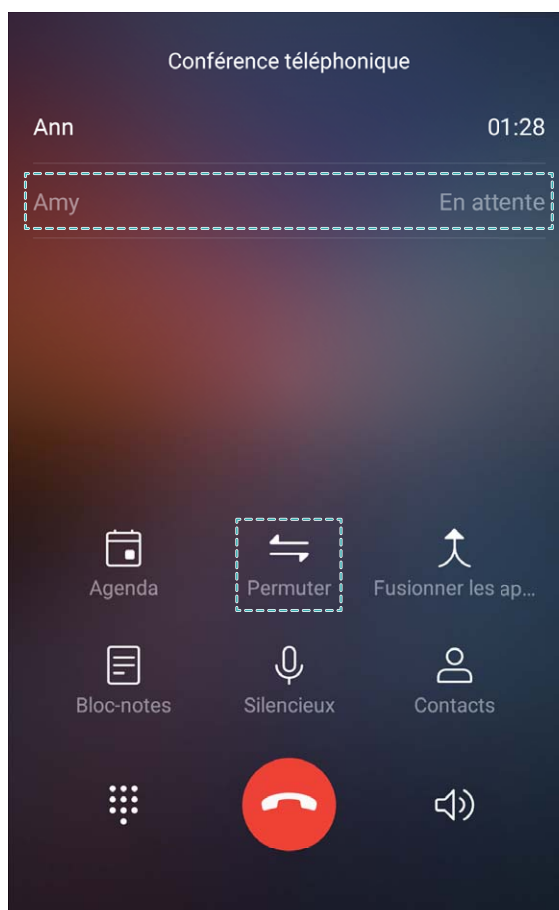 Conférence téléphonique
Ann 01:28
Amy En attente
Agenda Permuter Fusionner les ap...
Bloc-notes Silencieux Contacts